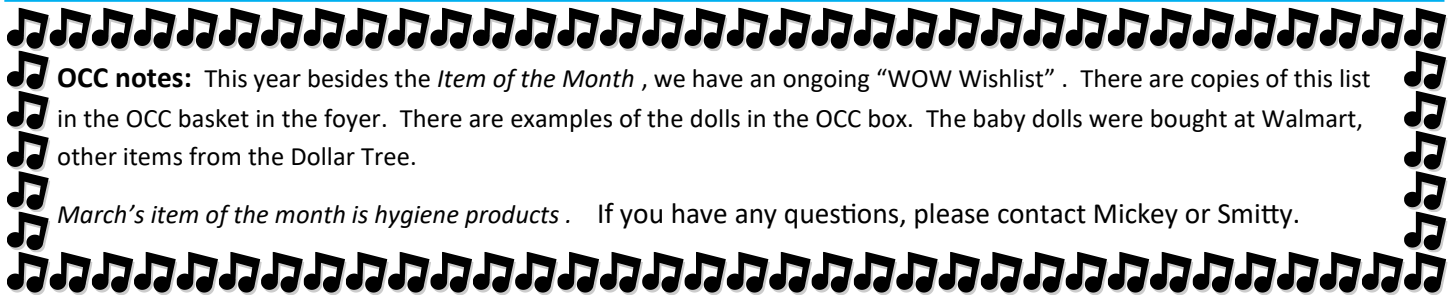 OCC notes: This year besides the Item of the Month , we have an ongoing “WOW Wishlist” . There are copies of this list
in the OCC basket in the foyer. There are examples of the dolls in the OCC box. The baby dolls were bought at Walmart,
other items from the Dollar Tree.
March’s item of the month is hygiene products . If you have any questions, please contact Mickey or Smitty.